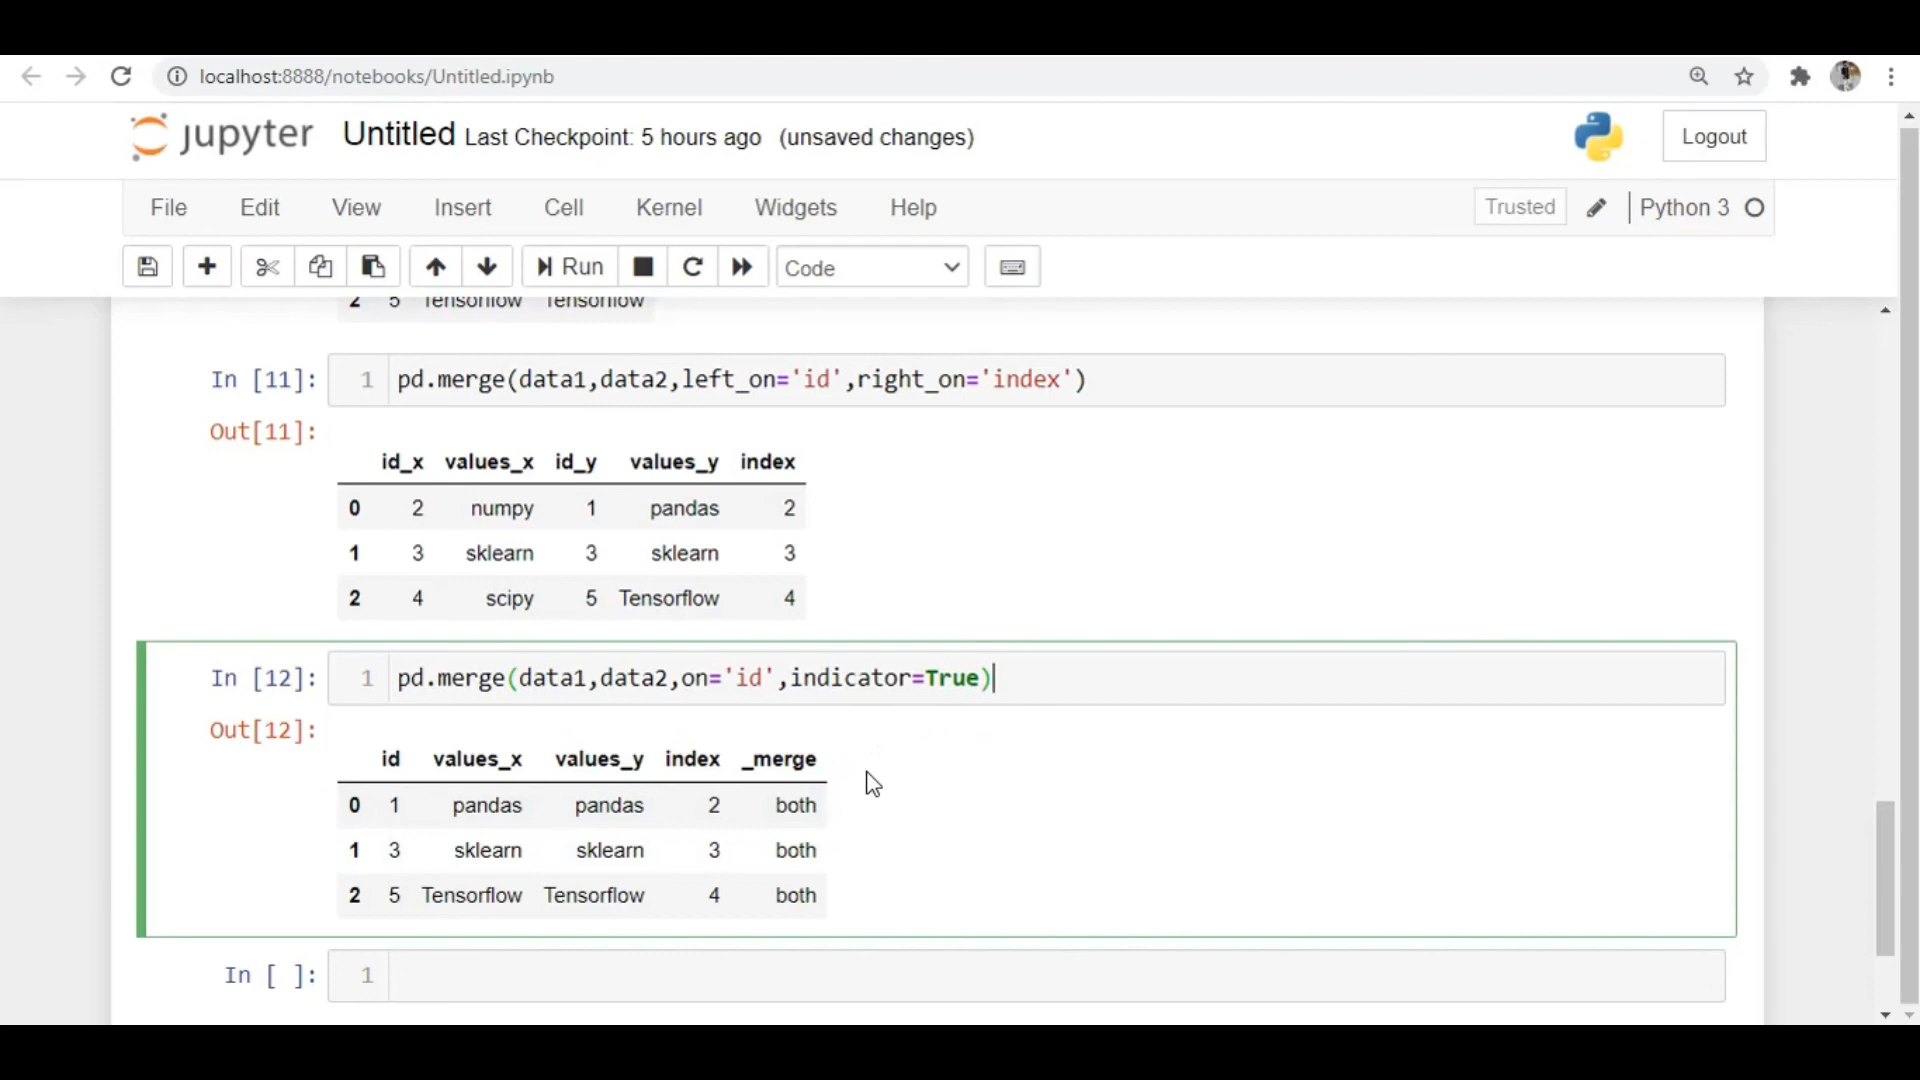 localhost:8888/notebooks/Untitled.ipynb
jupyter Untitled Last Checkpoint: 5 hours ago (unsaved changes) Logout
File Edit View Insert Cell Kernel Widgets Help Trusted Python 3
Run Code
2 5 Tensorflow Tensorflow
In [11]: 1 pd.merge(data1,data2,left_on='id',right_on='index')
Out[11]:
id_x values_x id_y values_y index
0 2 numpy 1 pandas 2
1 3 sklearn 3 sklearn 3
2 4 scipy 5 Tensorflow 4
In [12]: 1 pd.merge(data1,data2,on='id',indicator=True)
Out[12]:
id values_x values_y index _merge
0 1 pandas pandas 2 both
1 3 sklearn sklearn 3 both
2 5 Tensorflow Tensorflow 4 both
In [ ]: 1